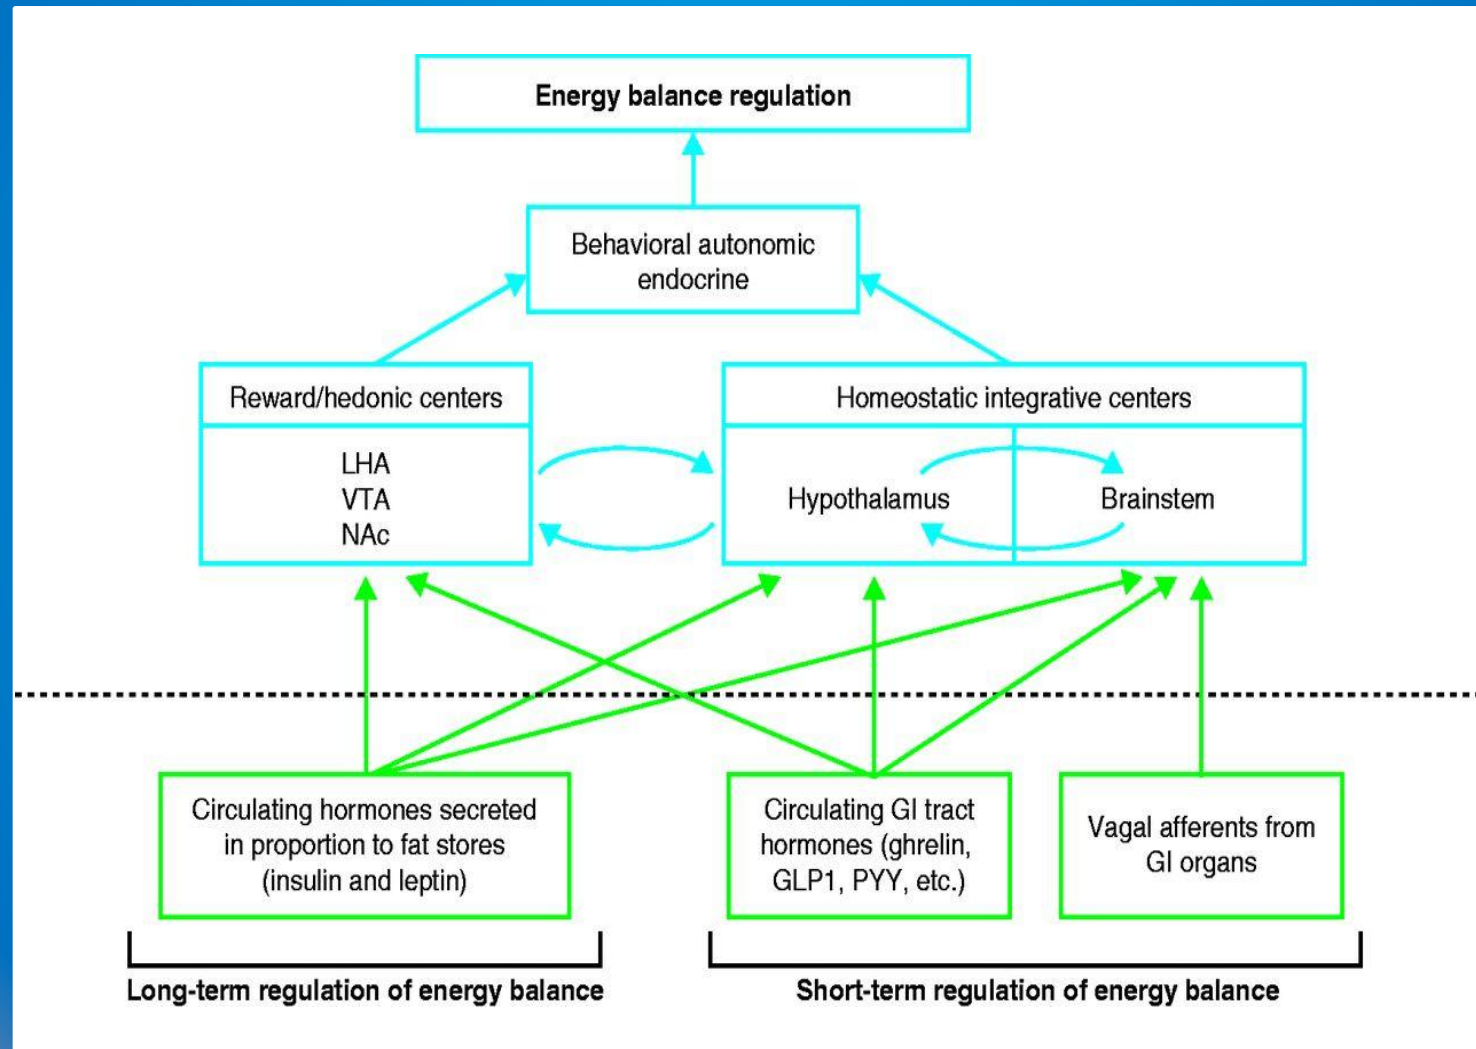 Energy balance regulation
Behavioral autonomic
endocrine
Reward/hedonic centers
LHA
VTA
NAc
Homeostatic integrative centers
Hypothalamus
Brainstem
Circulating hormones secreted
in proportion to fat stores
(insulin and leptin)
Circulating GI tract
hormones (ghrelin,
GLP1, PYY, etc.)
Vagal afferents from
GI organs
Long-term regulation of energy balance
Short-term regulation of energy balance